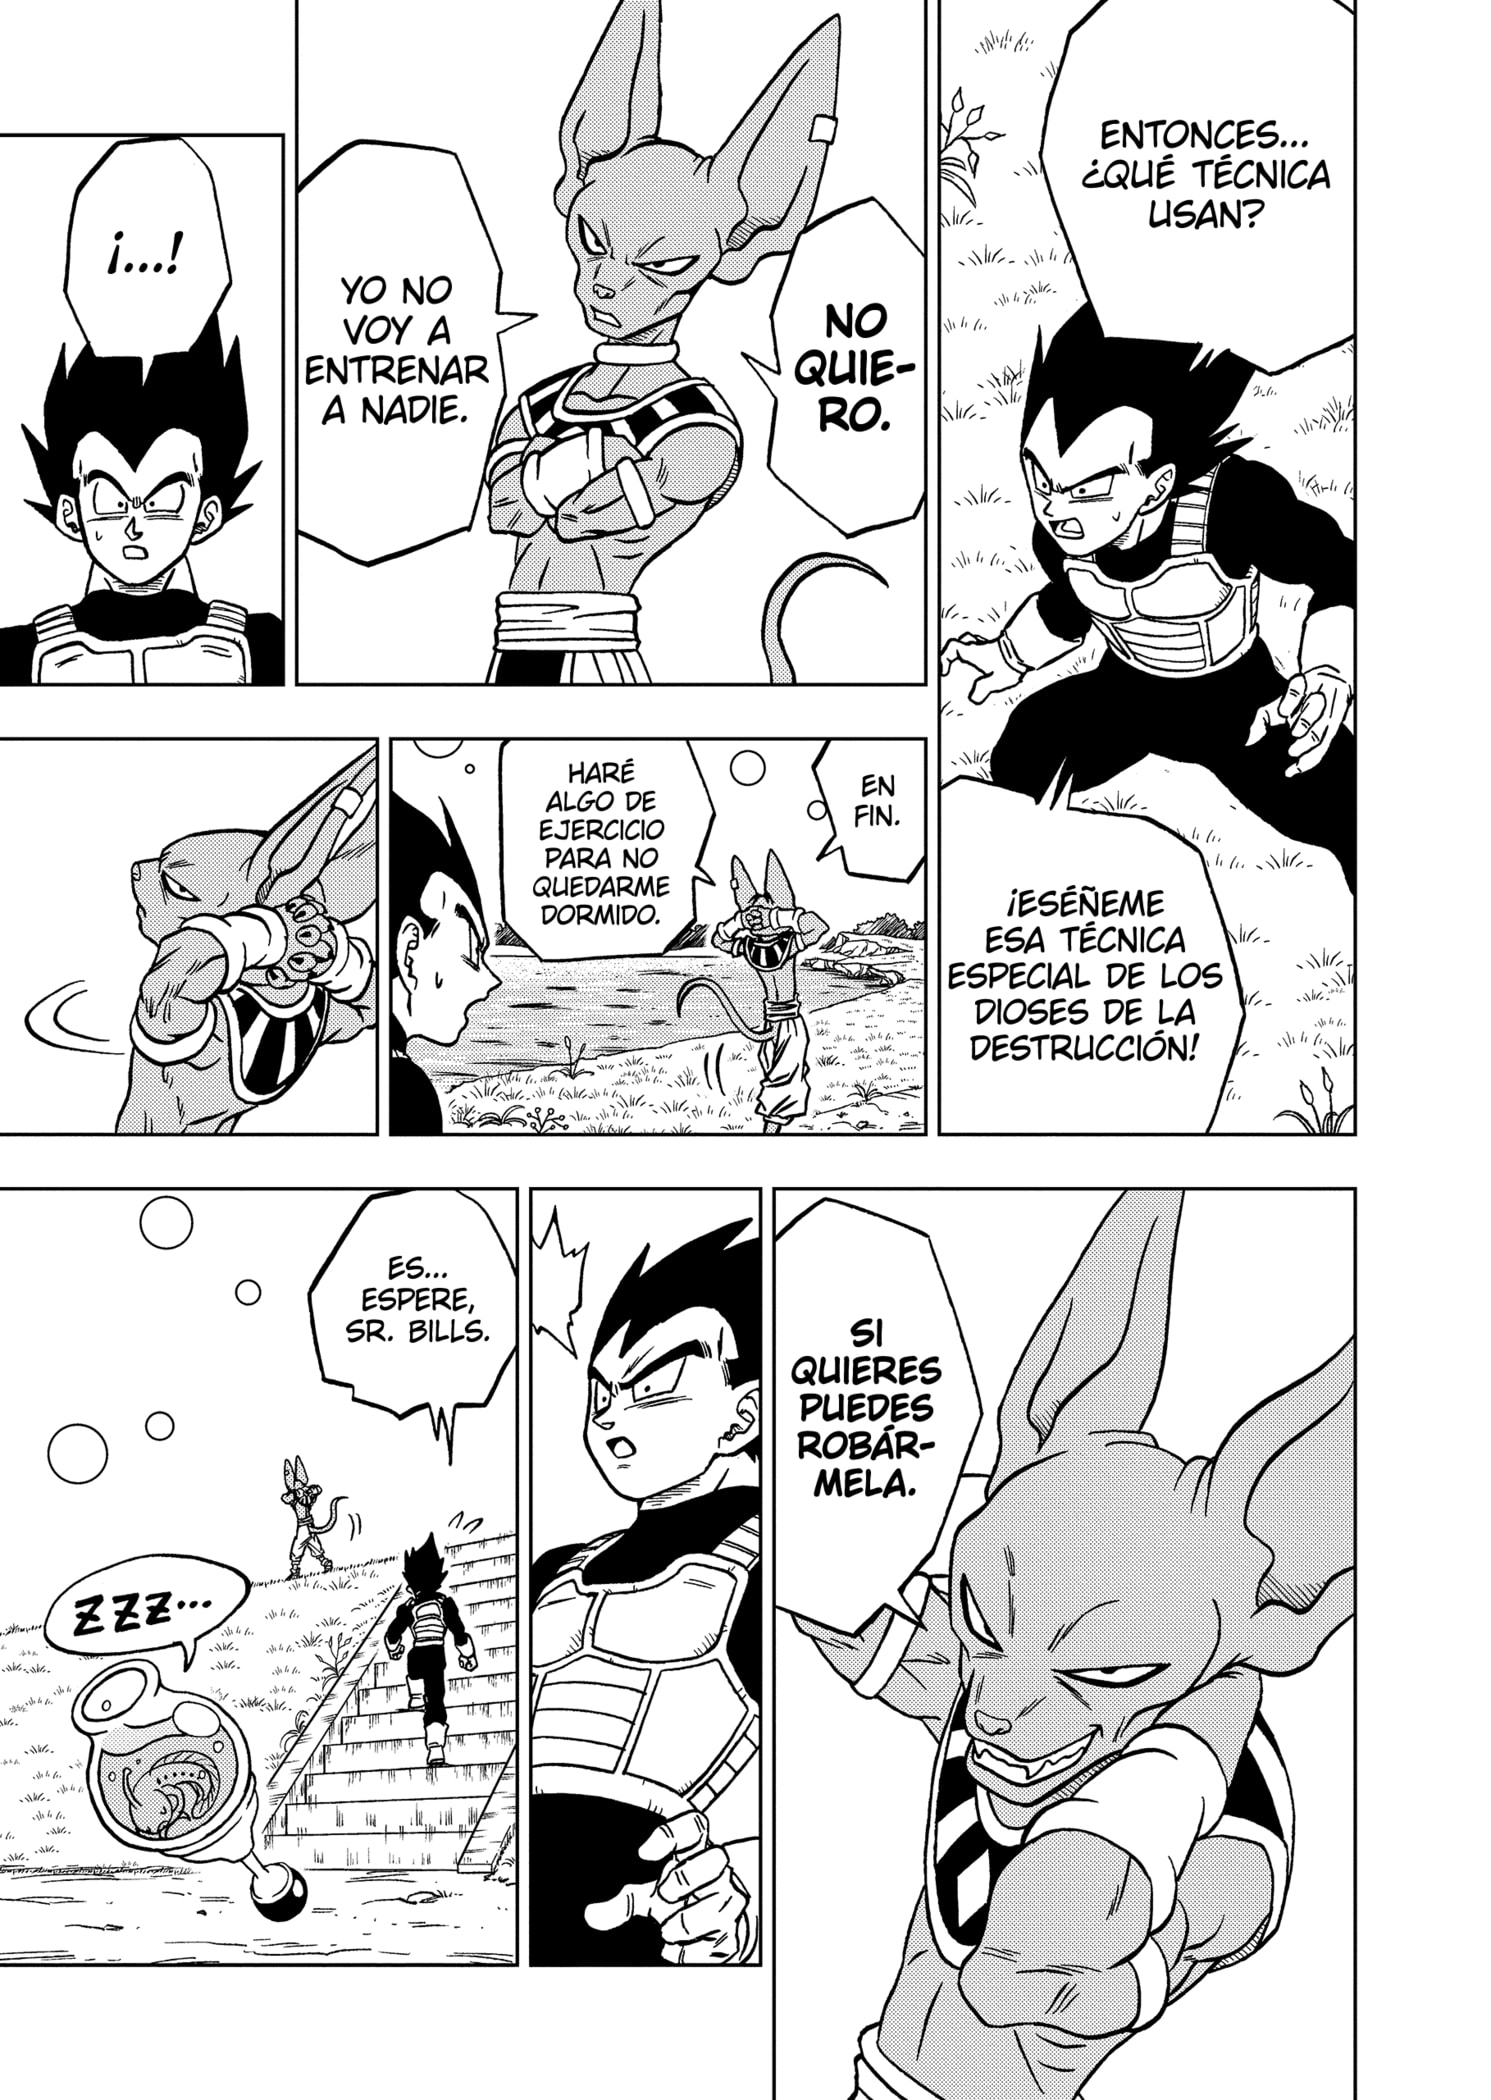 ENTONCES...
¿QUÉ TÉCNICA
USAN?
¡ESÉÑEME
ESA TÉCNICA
ESPECIAL DE LOS
DIOSES DE LA
DESTRUCCIÓN!
NO
QUIE-
RO.
YO NO
VOY A
ENTRENAR
A NADIE.
¡...!
EN
FIN.
HARÉ
ALGO DE
EJERCICIO
PARA NO
QUEDARME
DORMIDO.
SI
QUIERES
PUEDES
ROBÁR-
MELA.
ES...
ESPERE,
SR. BILLS.
ZZZ...